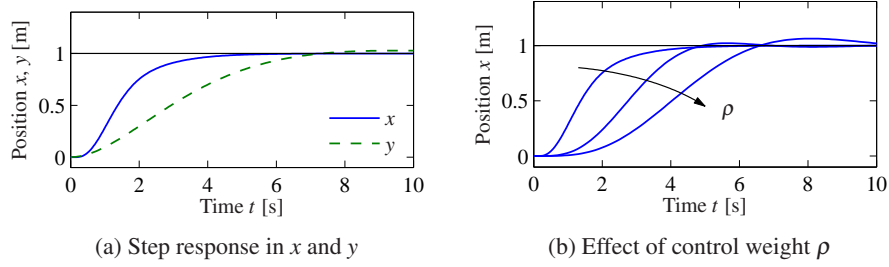 Position x, y [m]
1
0.5
0
x
y
0 2 4 6 8 10
Time t [s]
(a) Step response in x and y
Position x [m]
1
0.5
0
ρ
0 2 4 6 8 10
Time t [s]
(b) Effect of control weight ρ